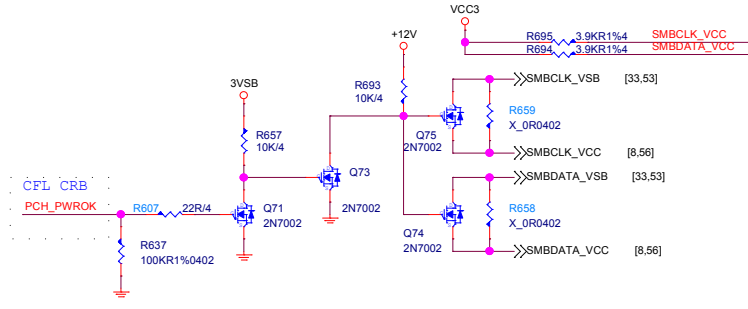 VCC3
R695 3.9KR1%4 SMBCLK_VCC
R694 3.9KR1%4 SMBDATA_VCC
+12V
3VSB
R693
10K/4
SMBCLK_VSB [33,53]
R659
X_0R0402
Q75
2N7002
SMBCLK_VCC [8,56]
R657
10K/4
Q73
2N7002
SMBDATA_VSB [33,53]
R658
X_0R0402
Q74
2N7002
SMBDATA_VCC [8,56]
CFL CRB
PCH_PWROK
R607 22R/4
Q71
2N7002
R637
100KR1%0402